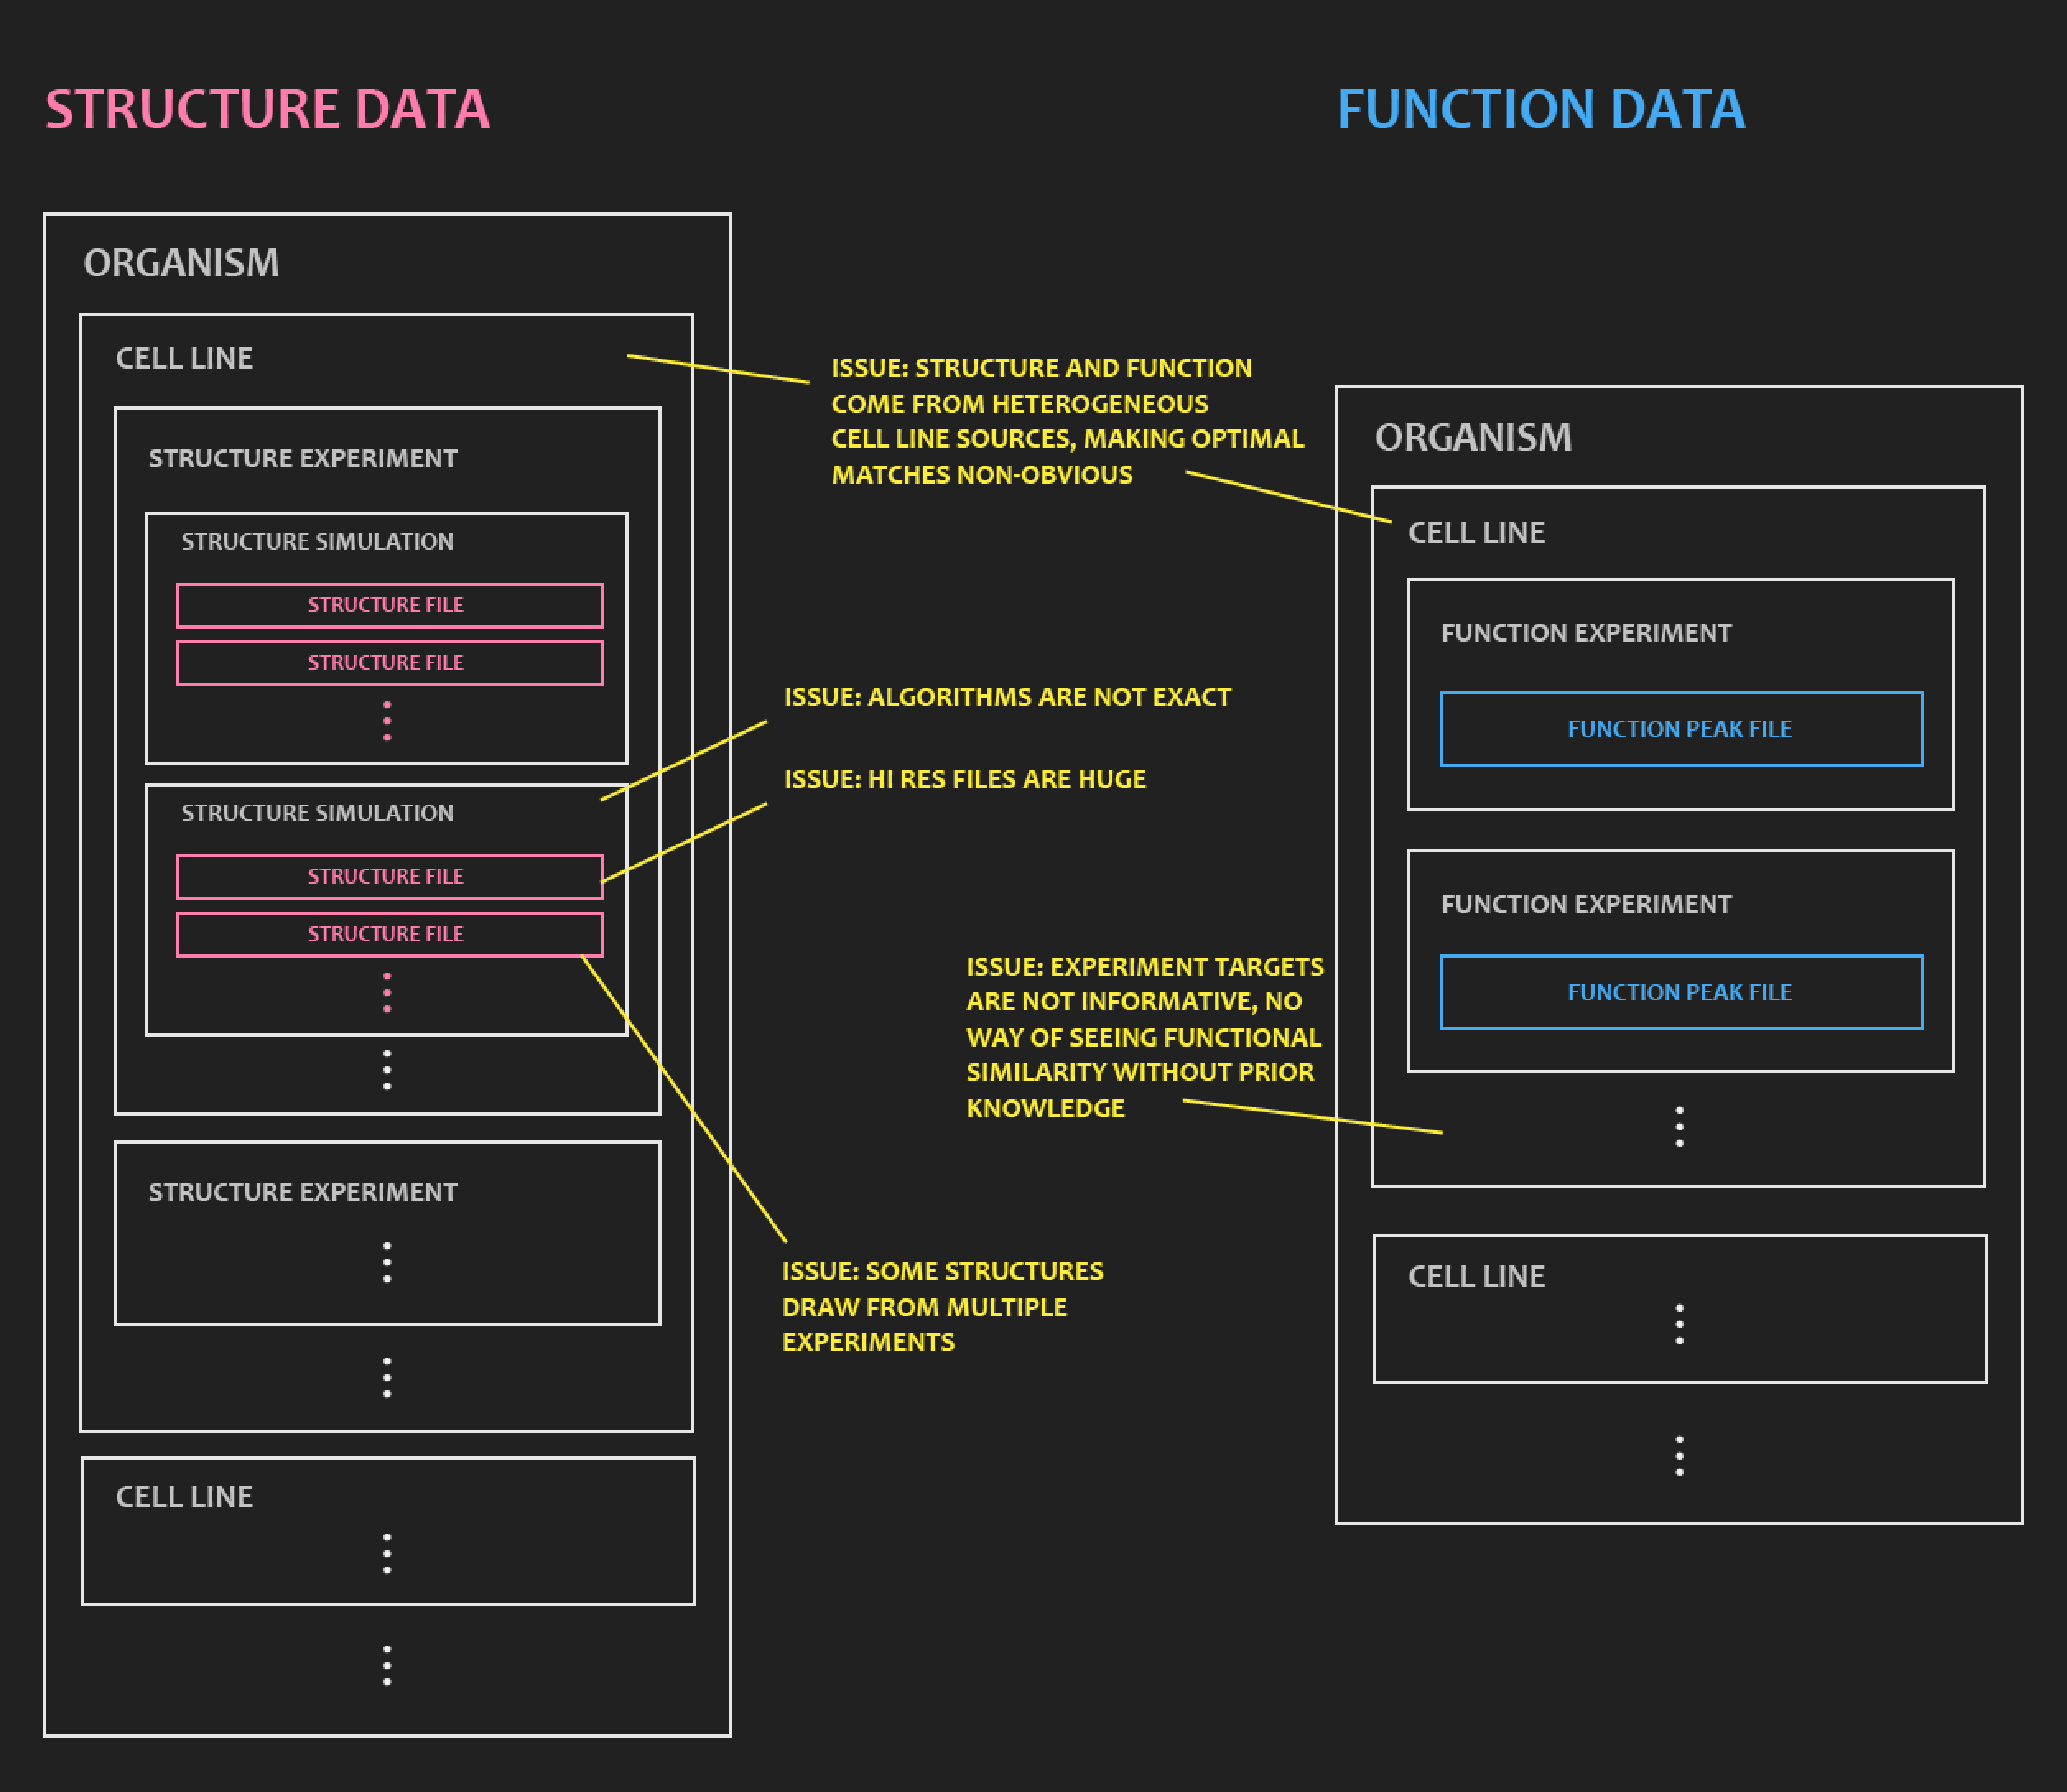 STRUCTURE DATA
ORGANISM
CELL LINE
STRUCTURE EXPERIMENT
STRUCTURE SIMULATION
STRUCTURE FILE
STRUCTURE FILE
STRUCTURE SIMULATION
STRUCTURE FILE
STRUCTURE FILE
STRUCTURE EXPERIMENT
CELL LINE
ISSUE: STRUCTURE AND FUNCTION
COME FROM HETEROGENEOUS
CELL LINE SOURCES, MAKING OPTIMAL
MATCHES NON-OBVIOUS
ISSUE: ALGORITHMS ARE NOT EXACT
ISSUE: HI RES FILES ARE HUGE
ISSUE: EXPERIMENT TARGETS
ARE NOT INFORMATIVE, NO
WAY OF SEEING FUNCTIONAL
SIMILARITY WITHOUT PRIOR
KNOWLEDGE
ISSUE: SOME STRUCTURES
DRAW FROM MULTIPLE
EXPERIMENTS
FUNCTION DATA
ORGANISM
CELL LINE
FUNCTION EXPERIMENT
FUNCTION PEAK FILE
FUNCTION EXPERIMENT
FUNCTION PEAK FILE
CELL LINE